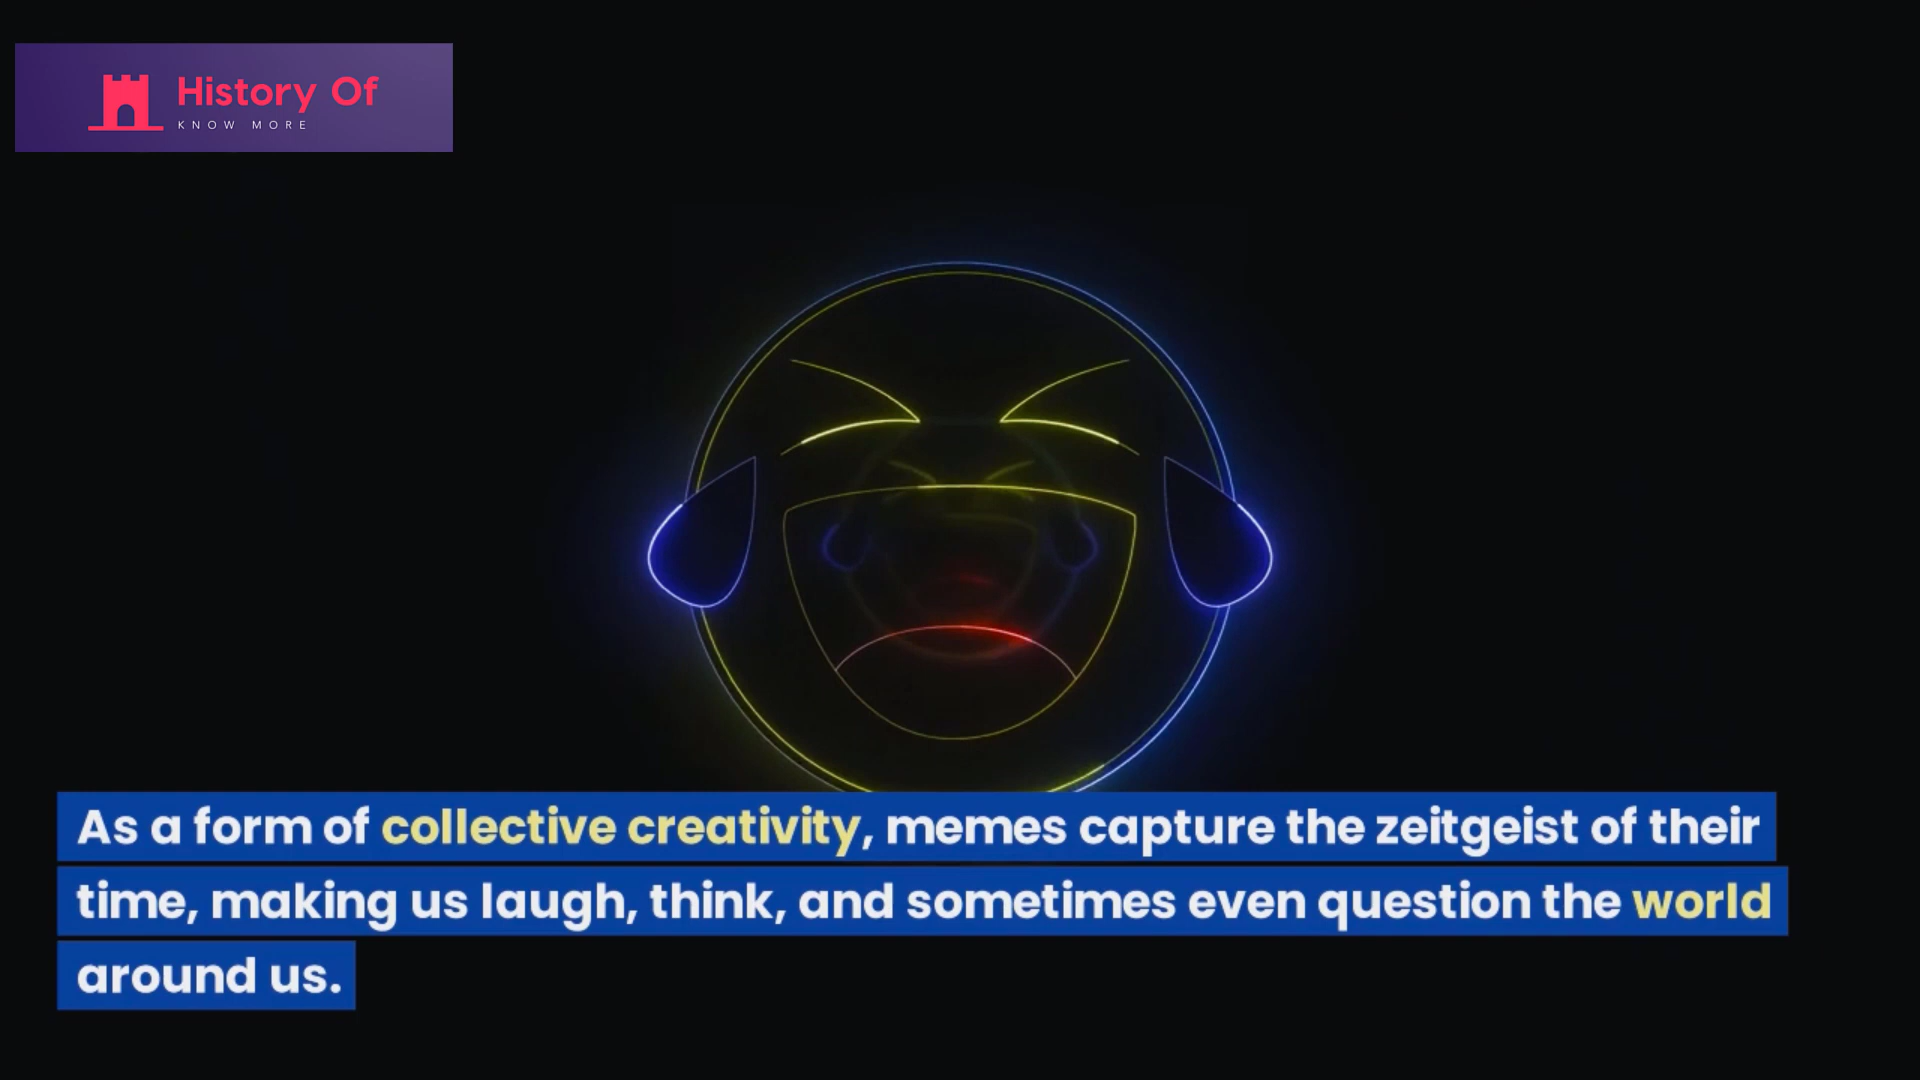 History Of
KNOW MORE
As a form of collective creativity, memes capture the zeitgeist of their
time, making us laugh, think, and sometimes even question the world
around us.